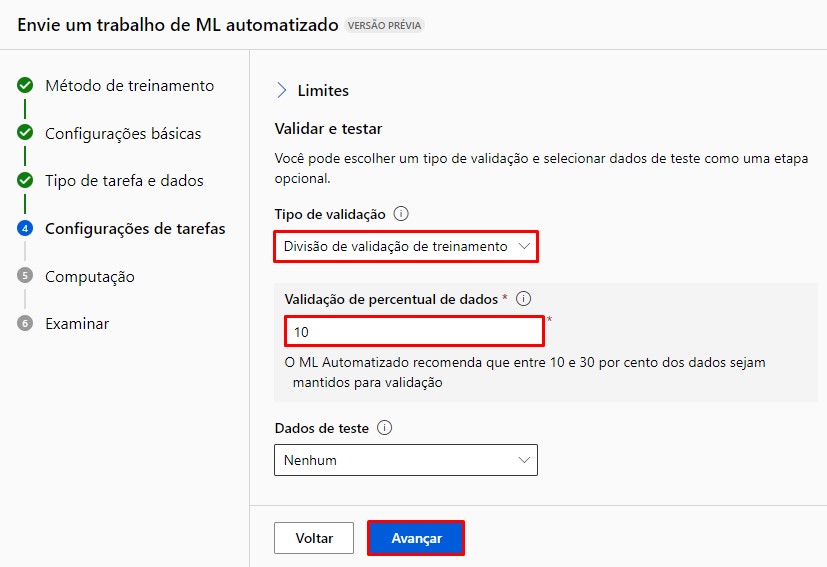 Envie um trabalho de ML automatizado VERSÃO PRÉVIA
Método de treinamento
Configurações básicas
Tipo de tarefa e dados
4 Configurações de tarefas
5 Computação
6 Examinar
Limites
Validar e testar
Você pode escolher um tipo de validação e selecionar dados de teste como uma etapa
opcional.
Tipo de validação
Divisão de validação de treinamento
Validação de percentual de dados *
10 *
O ML Automatizado recomenda que entre 10 e 30 por cento dos dados sejam
mantidos para validação
Dados de teste
Nenhum
Voltar Avançar